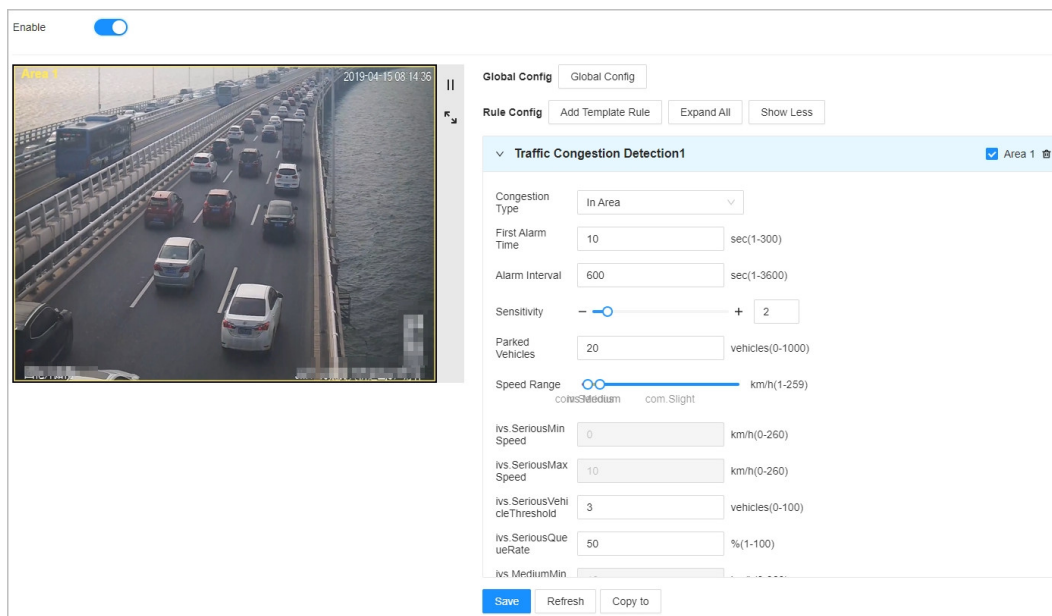 Enable
Area 1
2019-04-15 08 14 36
Global Config
Global Config
Rule Config
Add Template Rule
Expand All
Show Less
Traffic Congestion Detection1
Area 1
Congestion
Type
In Area
First Alarm
Time
10
sec(1-300)
Alarm Interval
600
sec(1-3600)
Sensitivity
−
+
2
Parked
Vehicles
20
vehicles(0-1000)
Speed Range
km/h(1-259)
com.Slight
ivs.SeriousMin
Speed
0
km/h(0-260)
ivs.SeriousMax
Speed
10
km/h(0-260)
ivs.SeriousVehi
cleThreshold
3
vehicles(0-100)
ivs.SeriousQue
ueRate
50
%(1-100)
ivs.MediumMin
Save
Refresh
Copy to